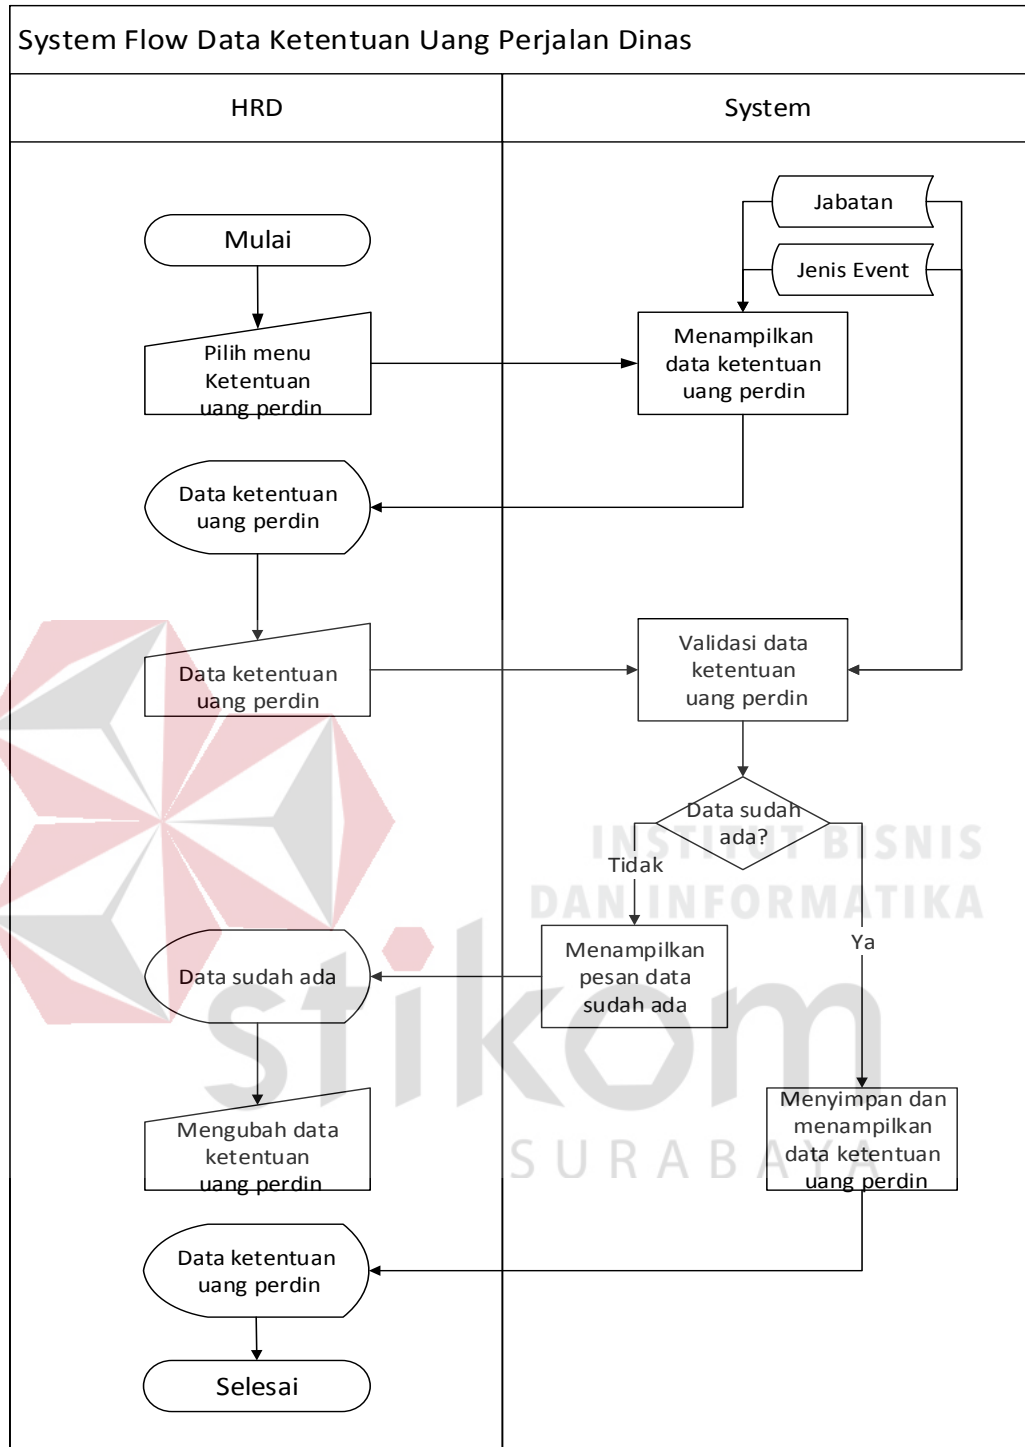 System Flow Data Ketentuan Uang Perjalan Dinas
HRD
System
Jabatan
Mulai
Jenis Event
Pilih menu
Ketentuan
uang perdin
Menampilkan
data ketentuan
uang perdin
Data ketentuan
uang perdin
Data ketentuan
uang perdin
Validasi data
ketentuan
uang perdin
Data sudah
ada?
INSTITUT BISNIS
DAN INFORMATIKA
Tidak
Ya
Data sudah ada
Menampilkan
pesan data
sudah ada
stikom
SURABAYA
Mengubah data
ketentuan
uang perdin
Menyimpan dan
menampilkan
data ketentuan
uang perdin
Data ketentuan
uang perdin
Selesai